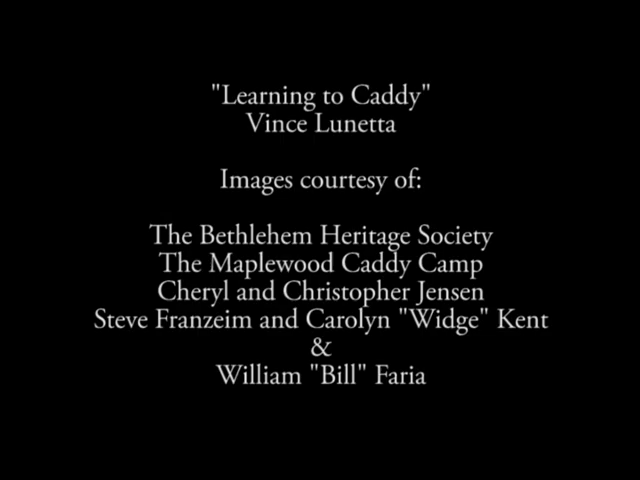 "Learning to Caddy"
Vince Lunetta
Images courtesy of:
The Bethlehem Heritage Society
The Maplewood Caddy Camp
Cheryl and Christopher Jensen
Steve Franzeim and Carolyn "Widge" Kent
&
William "Bill" Faria